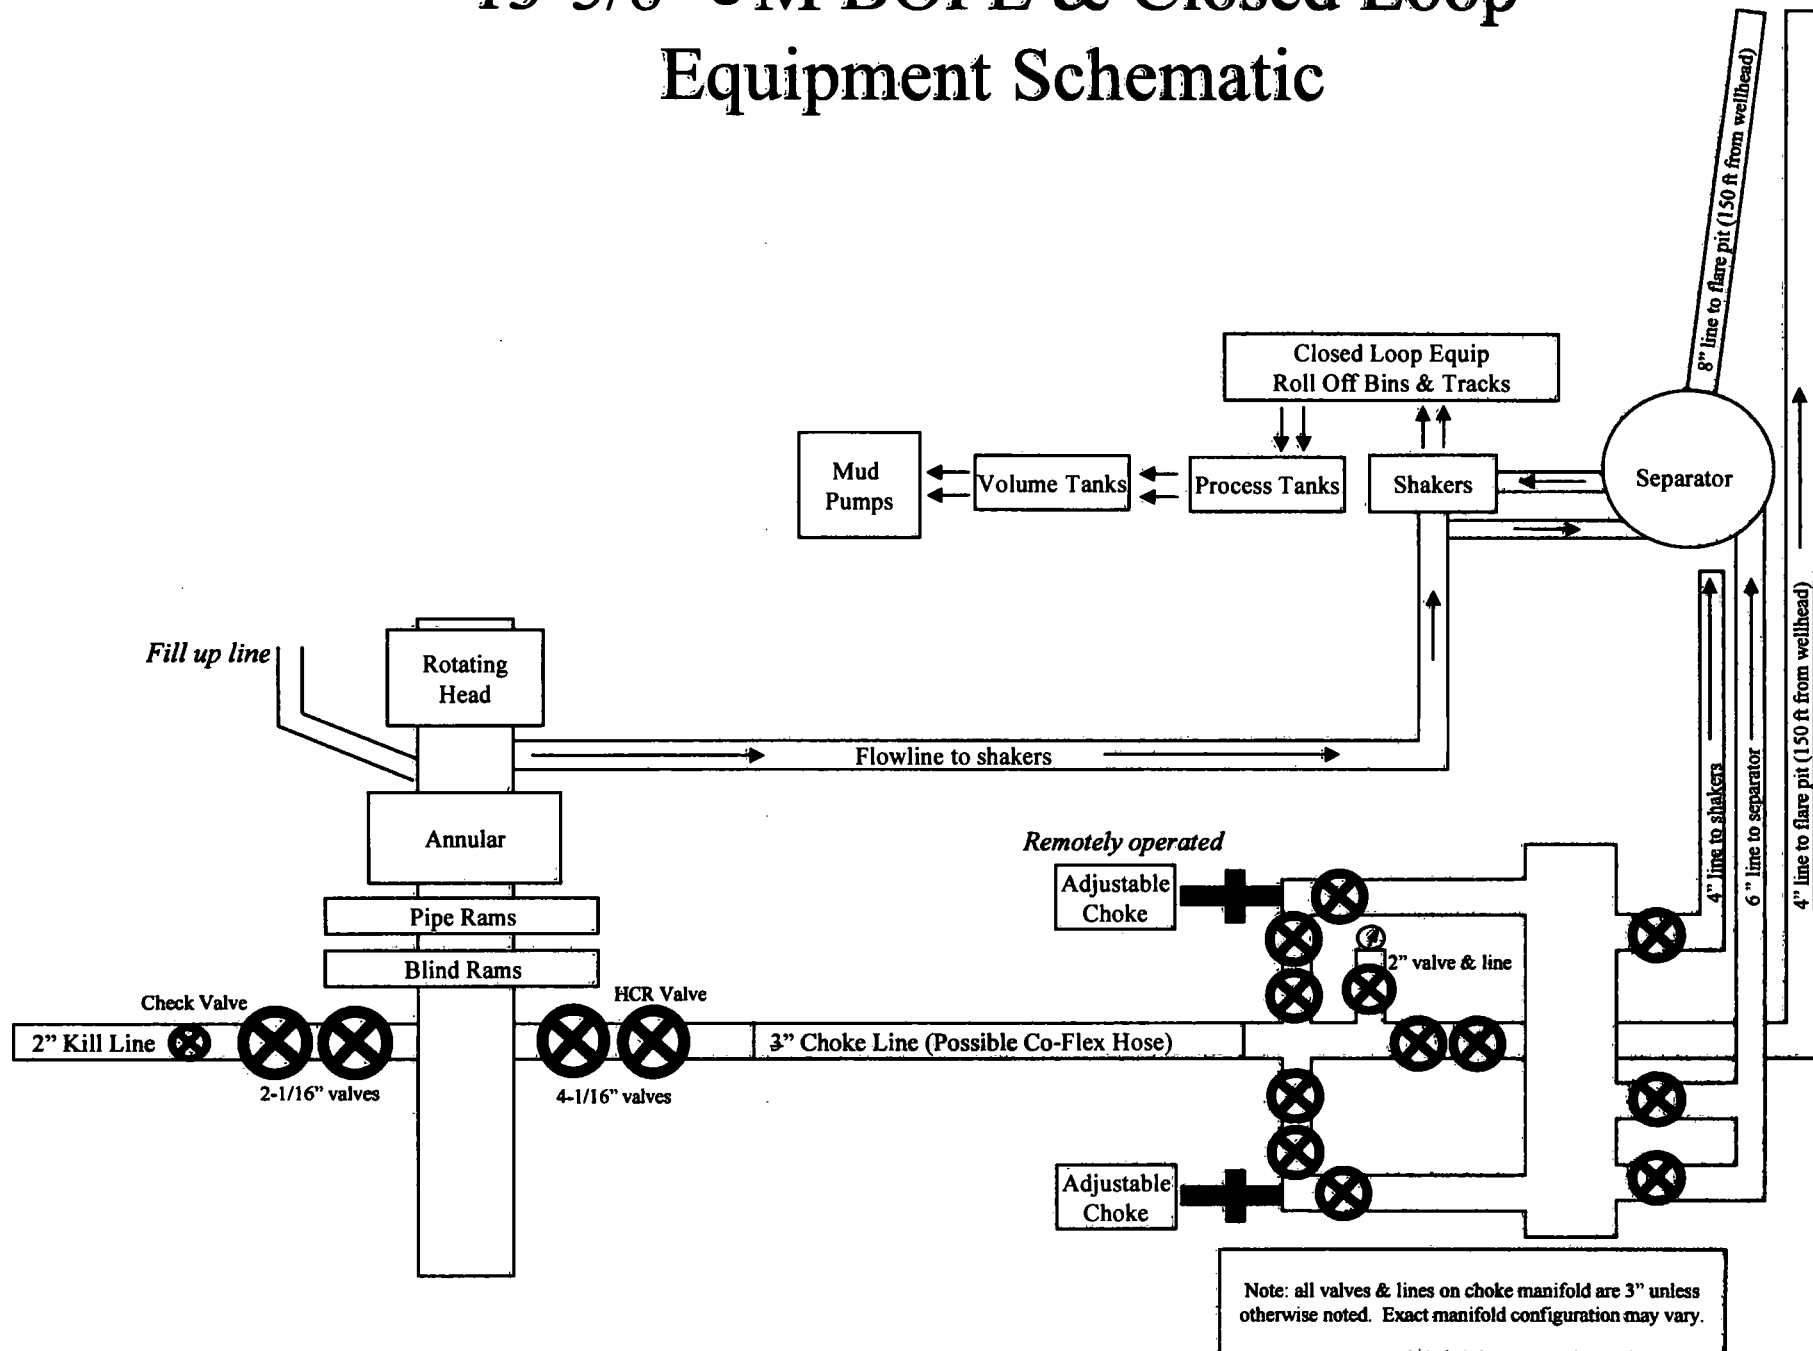 BOPE & Closed Loop
Equipment Schematic
8” line to flare pit (150 ft from wellhead)
Closed Loop Equip
Roll Off Bins & Tracks
Mud
Pumps
Volume Tanks
Process Tanks
Shakers
Separator
Fill up line
Rotating
Head
Flowline to shakers
4” line to shakers
6” line to separator
4” line to flare pit (150 ft from wellhead)
Annular
Remotely operated
Adjustable
Choke
Pipe Rams
Blind Rams
2” valve & line
Check Valve
HCR Valve
2” Kill Line
3” Choke Line (Possible Co-Flex Hose)
2-1/16” valves
4-1/16” valves
Adjustable
Choke
Note: all valves & lines on choke manifold are 3” unless
otherwise noted. Exact manifold configuration may vary.